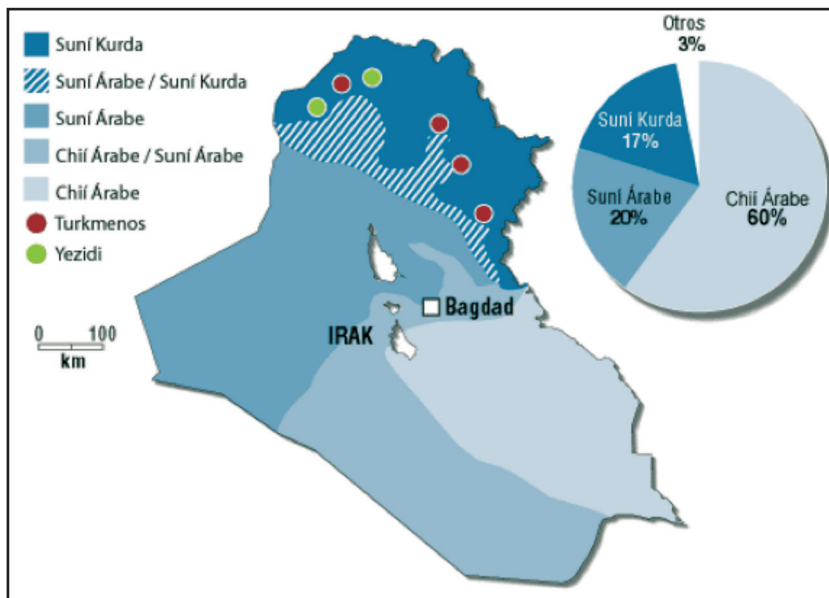 Suní Kurda
Suní Árabe / Suní Kurda
Suní Árabe
Chií Árabe / Suní Árabe
Chií Árabe
Turkmenos
Yezidi
0 100
km
IRAK
Bagdad
Otros
3%
Suní Kurda
17%
Suní Árabe
20%
Chií Árabe
60%